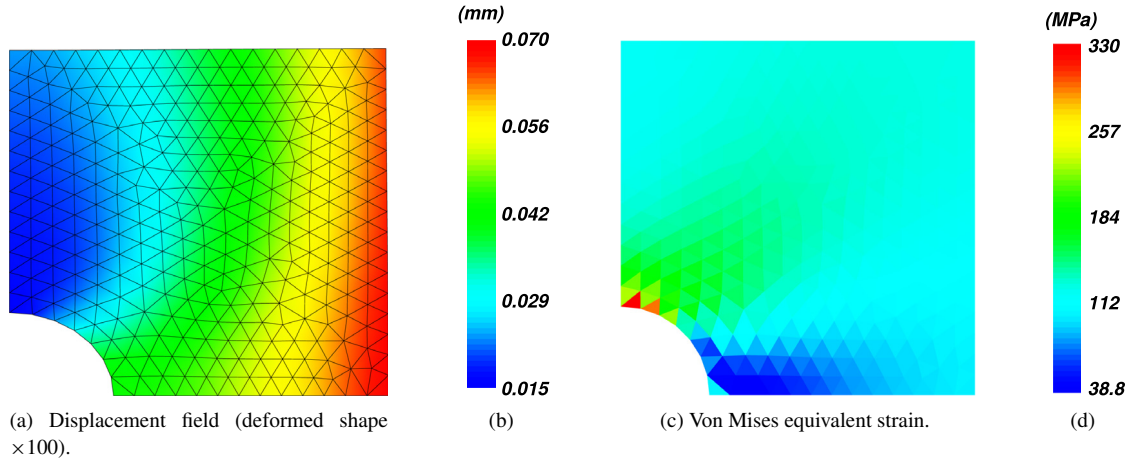 (mm)
0.070
0.056
0.042
0.029
0.015
(MPa)
330
257
184
112
38.8
(a) Displacement field (deformed shape
×100).
(b)
(c) Von Mises equivalent strain.
(d)